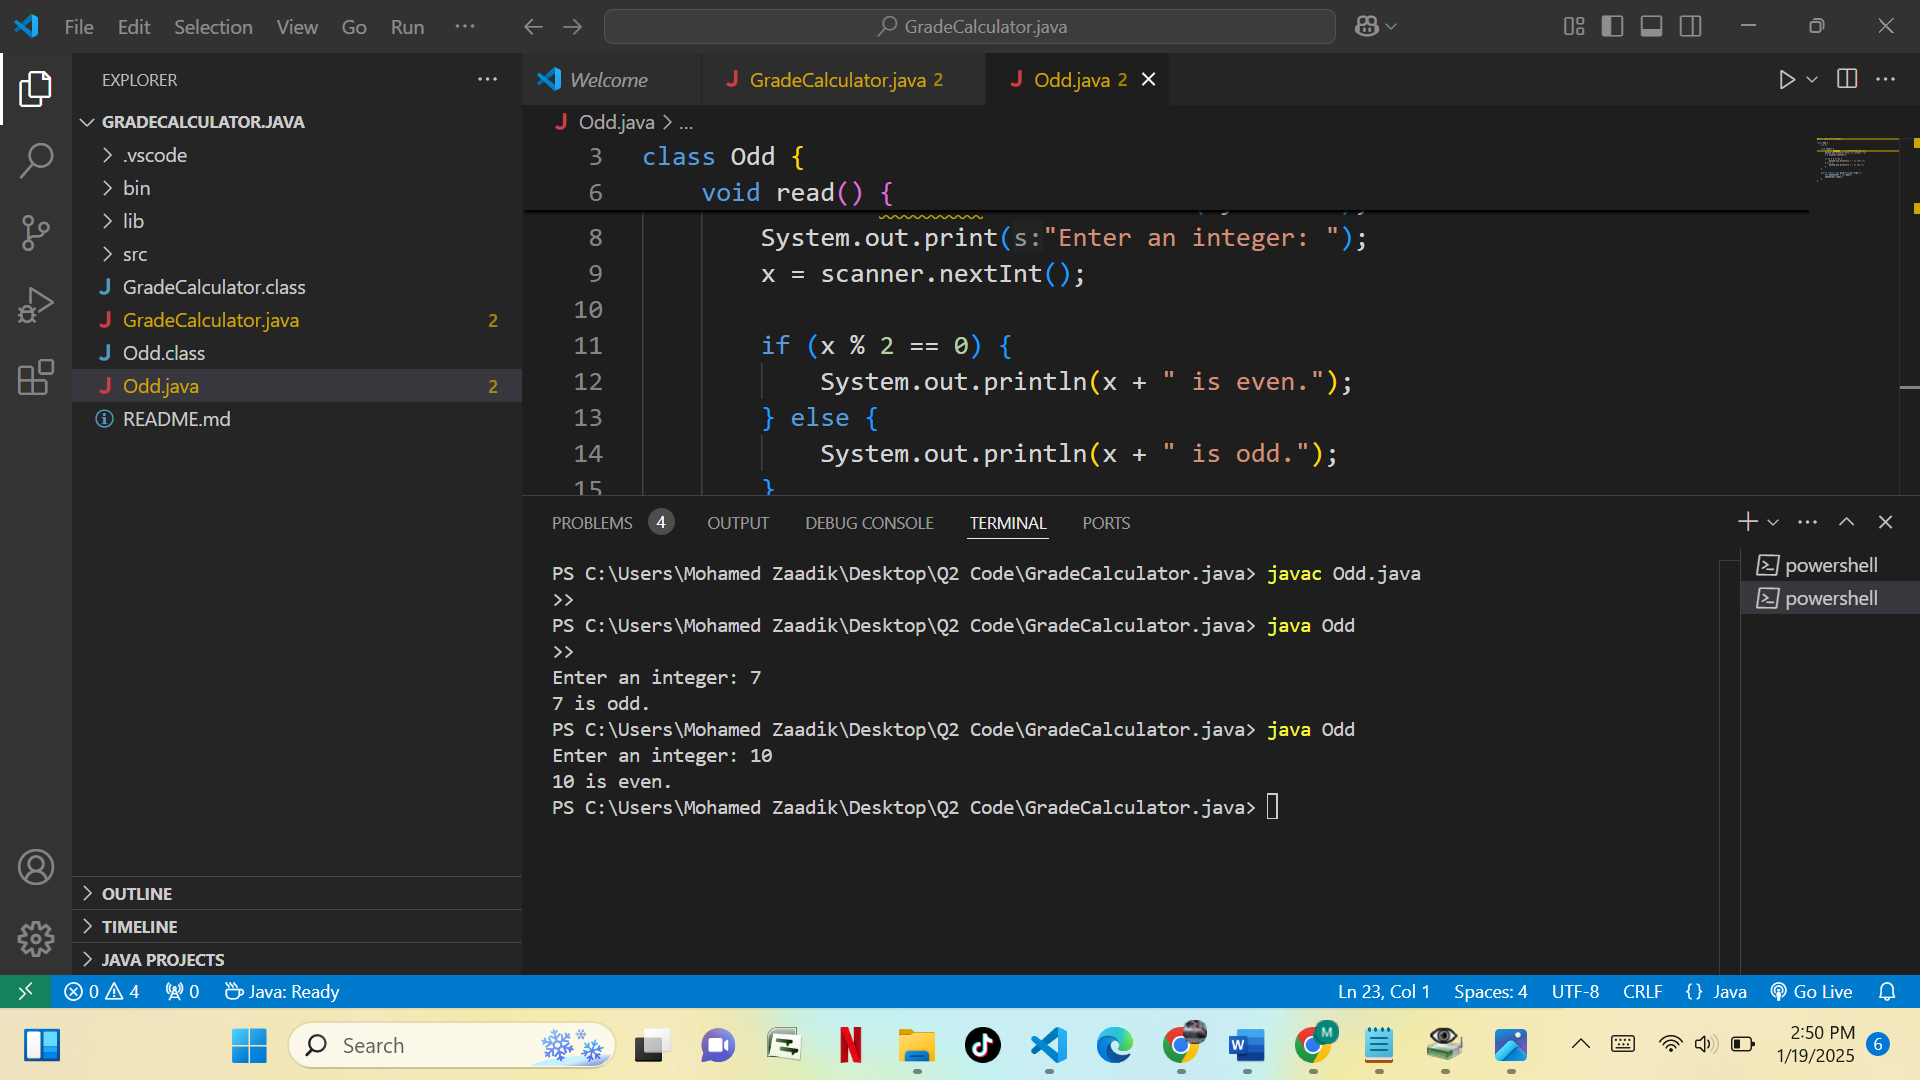 File Edit Selection View Go Run ...
GradeCalculator.java
EXPLORER
GRADECALCULATOR.JAVA
.vscode
bin
lib
src
GradeCalculator.class
GradeCalculator.java 2
Odd.class
Odd.java 2
README.md
OUTLINE
TIMELINE
JAVA PROJECTS
Welcome GradeCalculator.java 2 Odd.java 2
Odd.java > ...
3 class Odd {
6 void read() {
8 System.out.print(s:"Enter an integer: ");
9 x = scanner.nextInt();
10
11 if (x % 2 == 0) {
12 System.out.println(x + " is even.");
13 } else {
14 System.out.println(x + " is odd.");
15 }
PROBLEMS 4 OUTPUT DEBUG CONSOLE TERMINAL PORTS
PS C:\Users\Mohamed Zaadik\Desktop\Q2 Code\GradeCalculator.java> javac Odd.java
>>
PS C:\Users\Mohamed Zaadik\Desktop\Q2 Code\GradeCalculator.java> java Odd
>>
Enter an integer: 7
7 is odd.
PS C:\Users\Mohamed Zaadik\Desktop\Q2 Code\GradeCalculator.java> java Odd
Enter an integer: 10
10 is even.
PS C:\Users\Mohamed Zaadik\Desktop\Q2 Code\GradeCalculator.java>
powershell
powershell
0 4 0 Java: Ready
Ln 23, Col 1 Spaces: 4 UTF-8 CRLF {} Java Go Live
Search
2:50 PM
1/19/2025 6